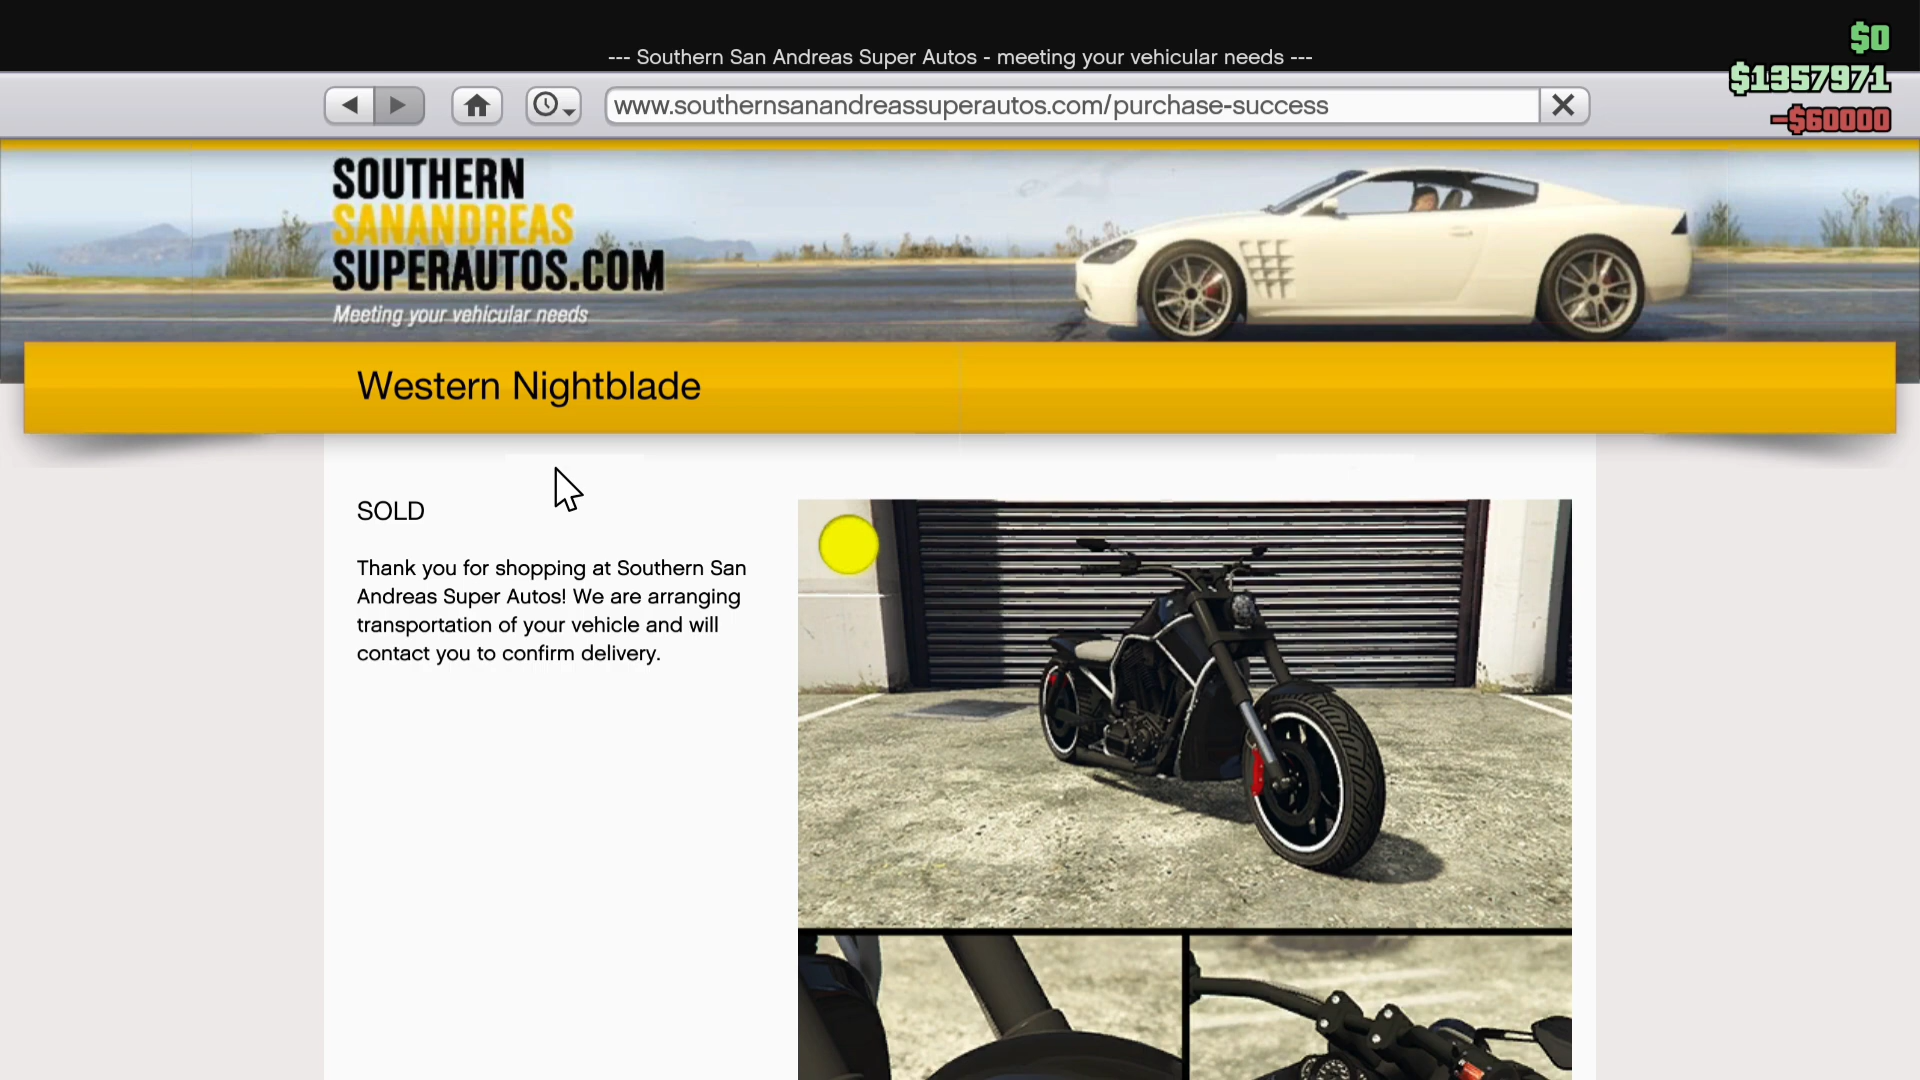 --- Southern San Andreas Super Autos - meeting your vehicular needs ---
$0
$1357971
-$60000
www.southernsanandreassuperautos.com/purchase-success
SOUTHERN
SANANDREAS
SUPERAUTOS.COM
Meeting your vehicular needs
Western Nightblade
SOLD
Thank you for shopping at Southern San
Andreas Super Autos! We are arranging
transportation of your vehicle and will
contact you to confirm delivery.